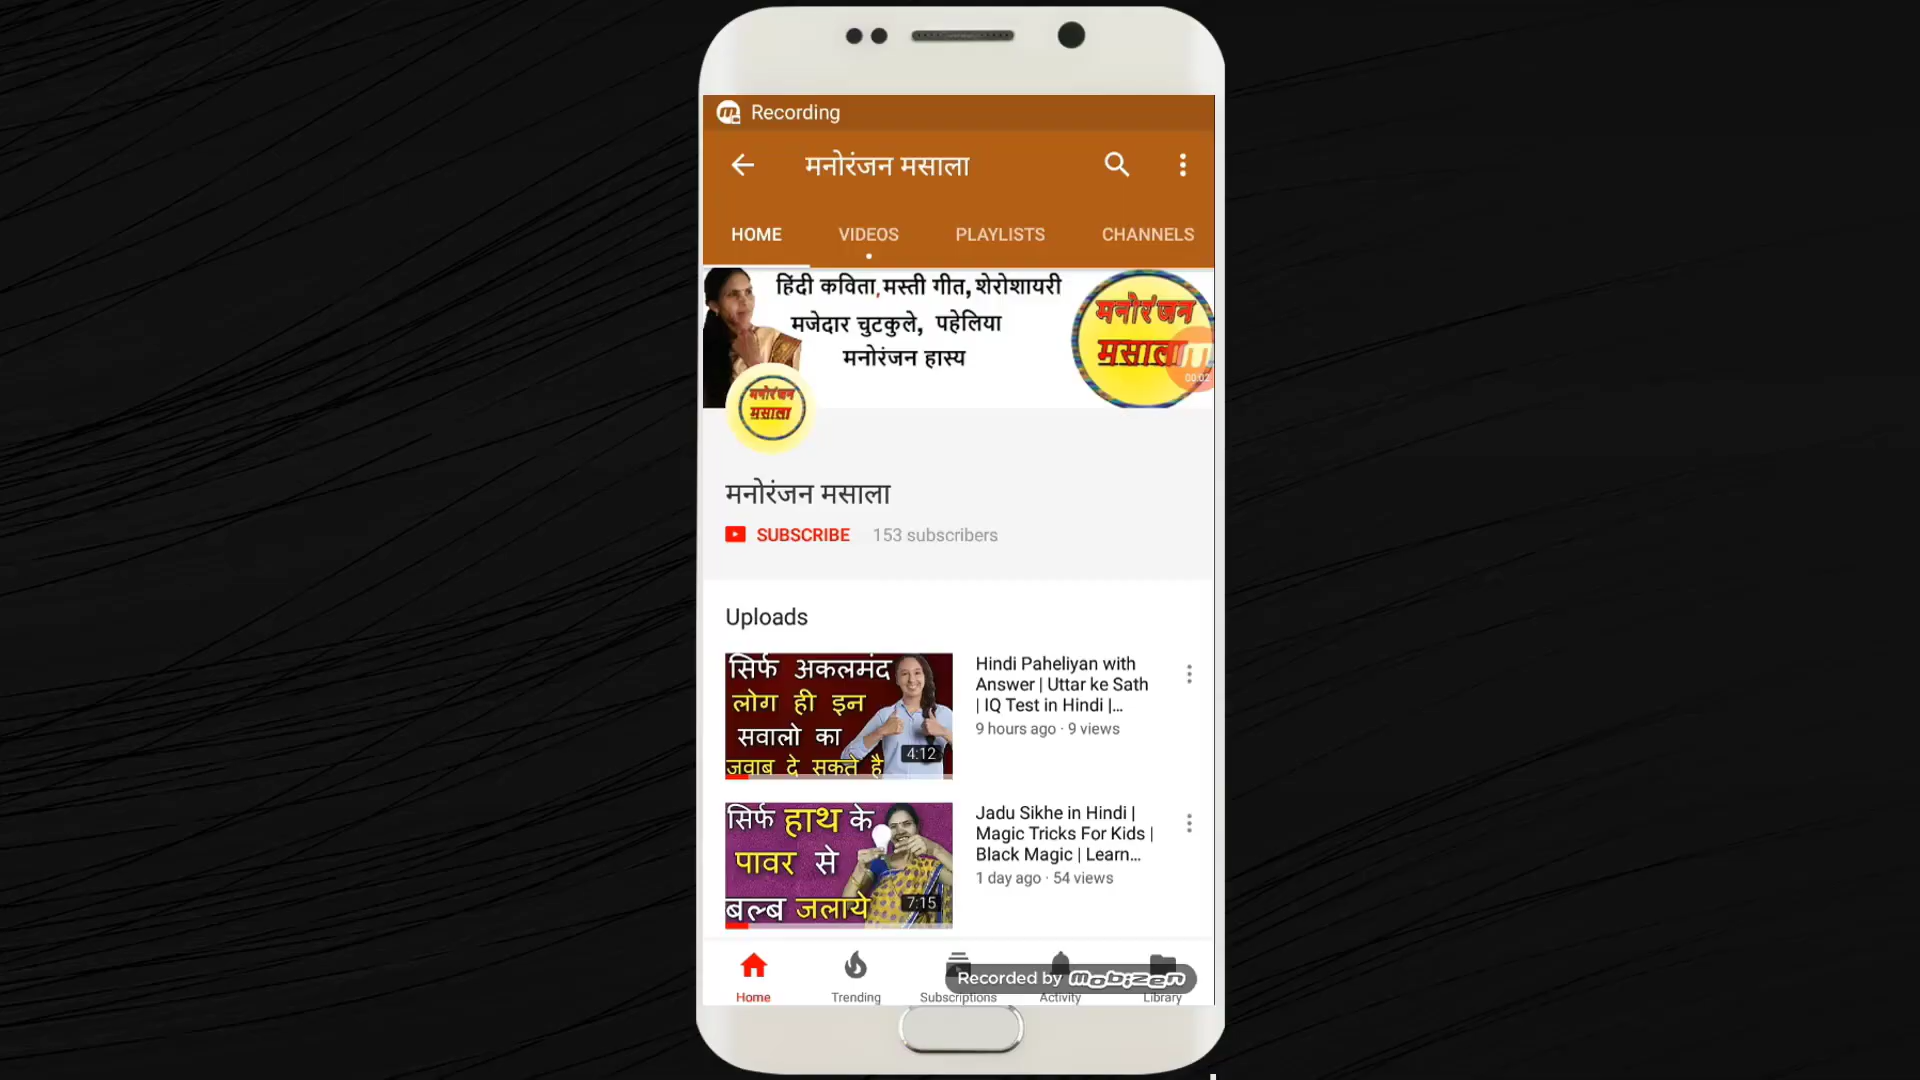 Recording
मनोरंजन मसाला
HOME VIDEOS PLAYLISTS CHANNELS
हिंदी कविता,मस्ती गीत,शेरोशायरी
मजेदार चुटकुले, पहेलिया
मनोरंजन हास्य
मनोरंजन
मसाला
00:02
मनोरंजन
मसाला
मनोरंजन मसाला
SUBSCRIBE 153 subscribers
Uploads
सिर्फ अकलमंद
लोग ही इन
सवालो का
जवाब दे सकते है
4:12
Hindi Paheliyan with
Answer | Uttar ke Sath
| IQ Test in Hindi |...
9 hours ago · 9 views
सिर्फ हाथ के
पावर से
बल्ब जलाये
7:15
Jadu Sikhe in Hindi |
Magic Tricks For Kids |
Black Magic | Learn...
1 day ago · 54 views
Recorded by mobizen
Home Trending Subscriptions Activity Library